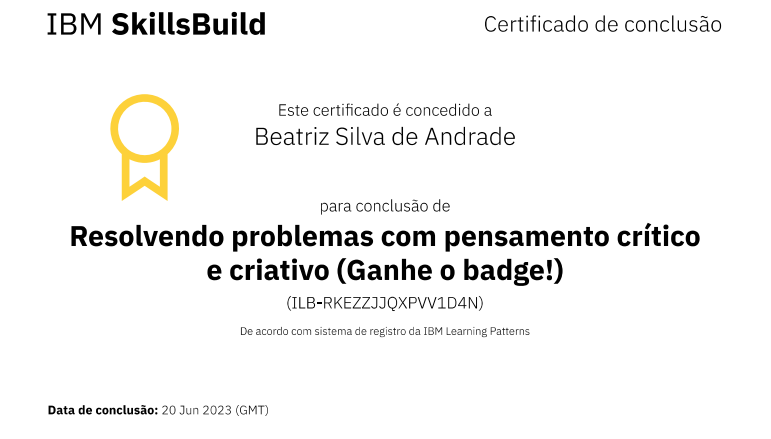 IBM SkillsBuild
Certificado de conclusão
Este certificado é concedido a
Beatriz Silva de Andrade
para conclusão de
Resolvendo problemas com pensamento crítico
e criativo (Ganhe o badge!)
(ILB-RKEZZJJQXPVV1D4N)
De acordo com sistema de registro da IBM Learning Patterns
Data de conclusão: 20 Jun 2023 (GMT)